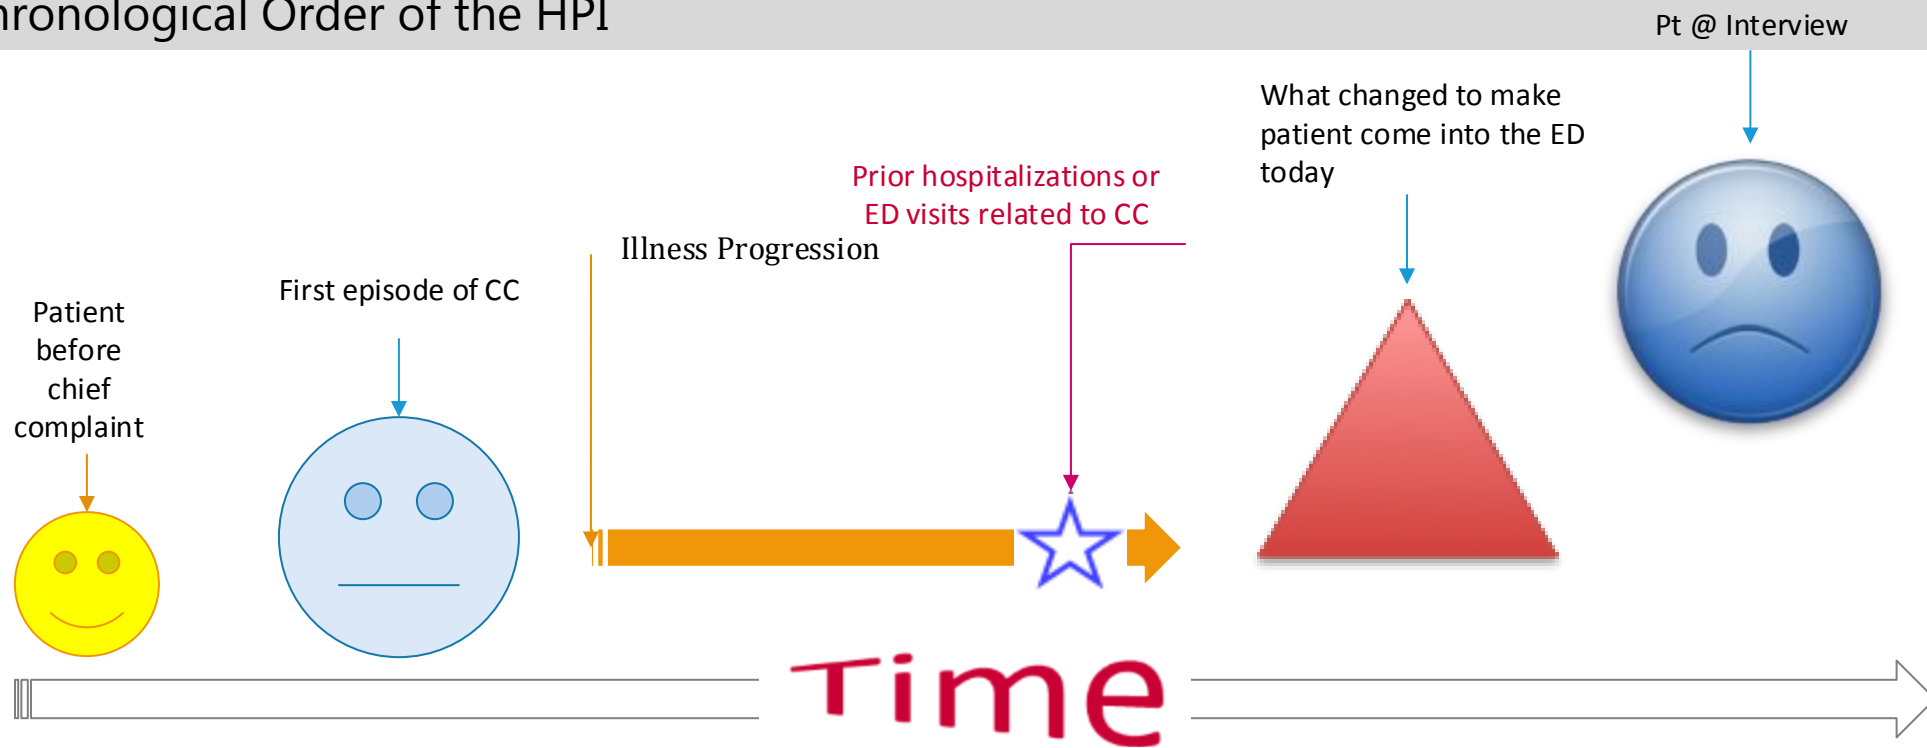 hronological Order of the HPI
Pt @ Interview
What changed to make
patient come into the ED
today
Prior hospitalizations or
ED visits related to CC
Illness Progression
First episode of CC
Patient
before
chief
complaint
Time